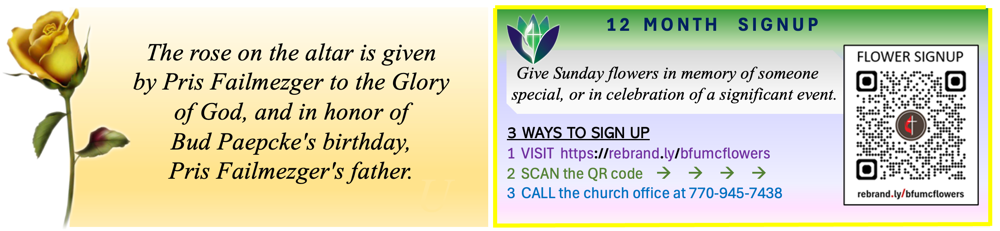 The rose on the altar is given
by Pris Failmezger to the Glory
of God, and in honor of
Bud Paepcke's birthday,
Pris Failmezger's father.
U
12 MONTH SIGNUP
Give Sunday flowers in memory of someone
special, or in celebration of a significant event.
3 WAYS TO SIGN UP
1 VISIT https://rebrand.ly/bfumcflowers
2 SCAN the QR code → → → →
3 CALL the church office at 770-945-7438
FLOWER SIGNUP
rebrand.ly/bfumcflowers